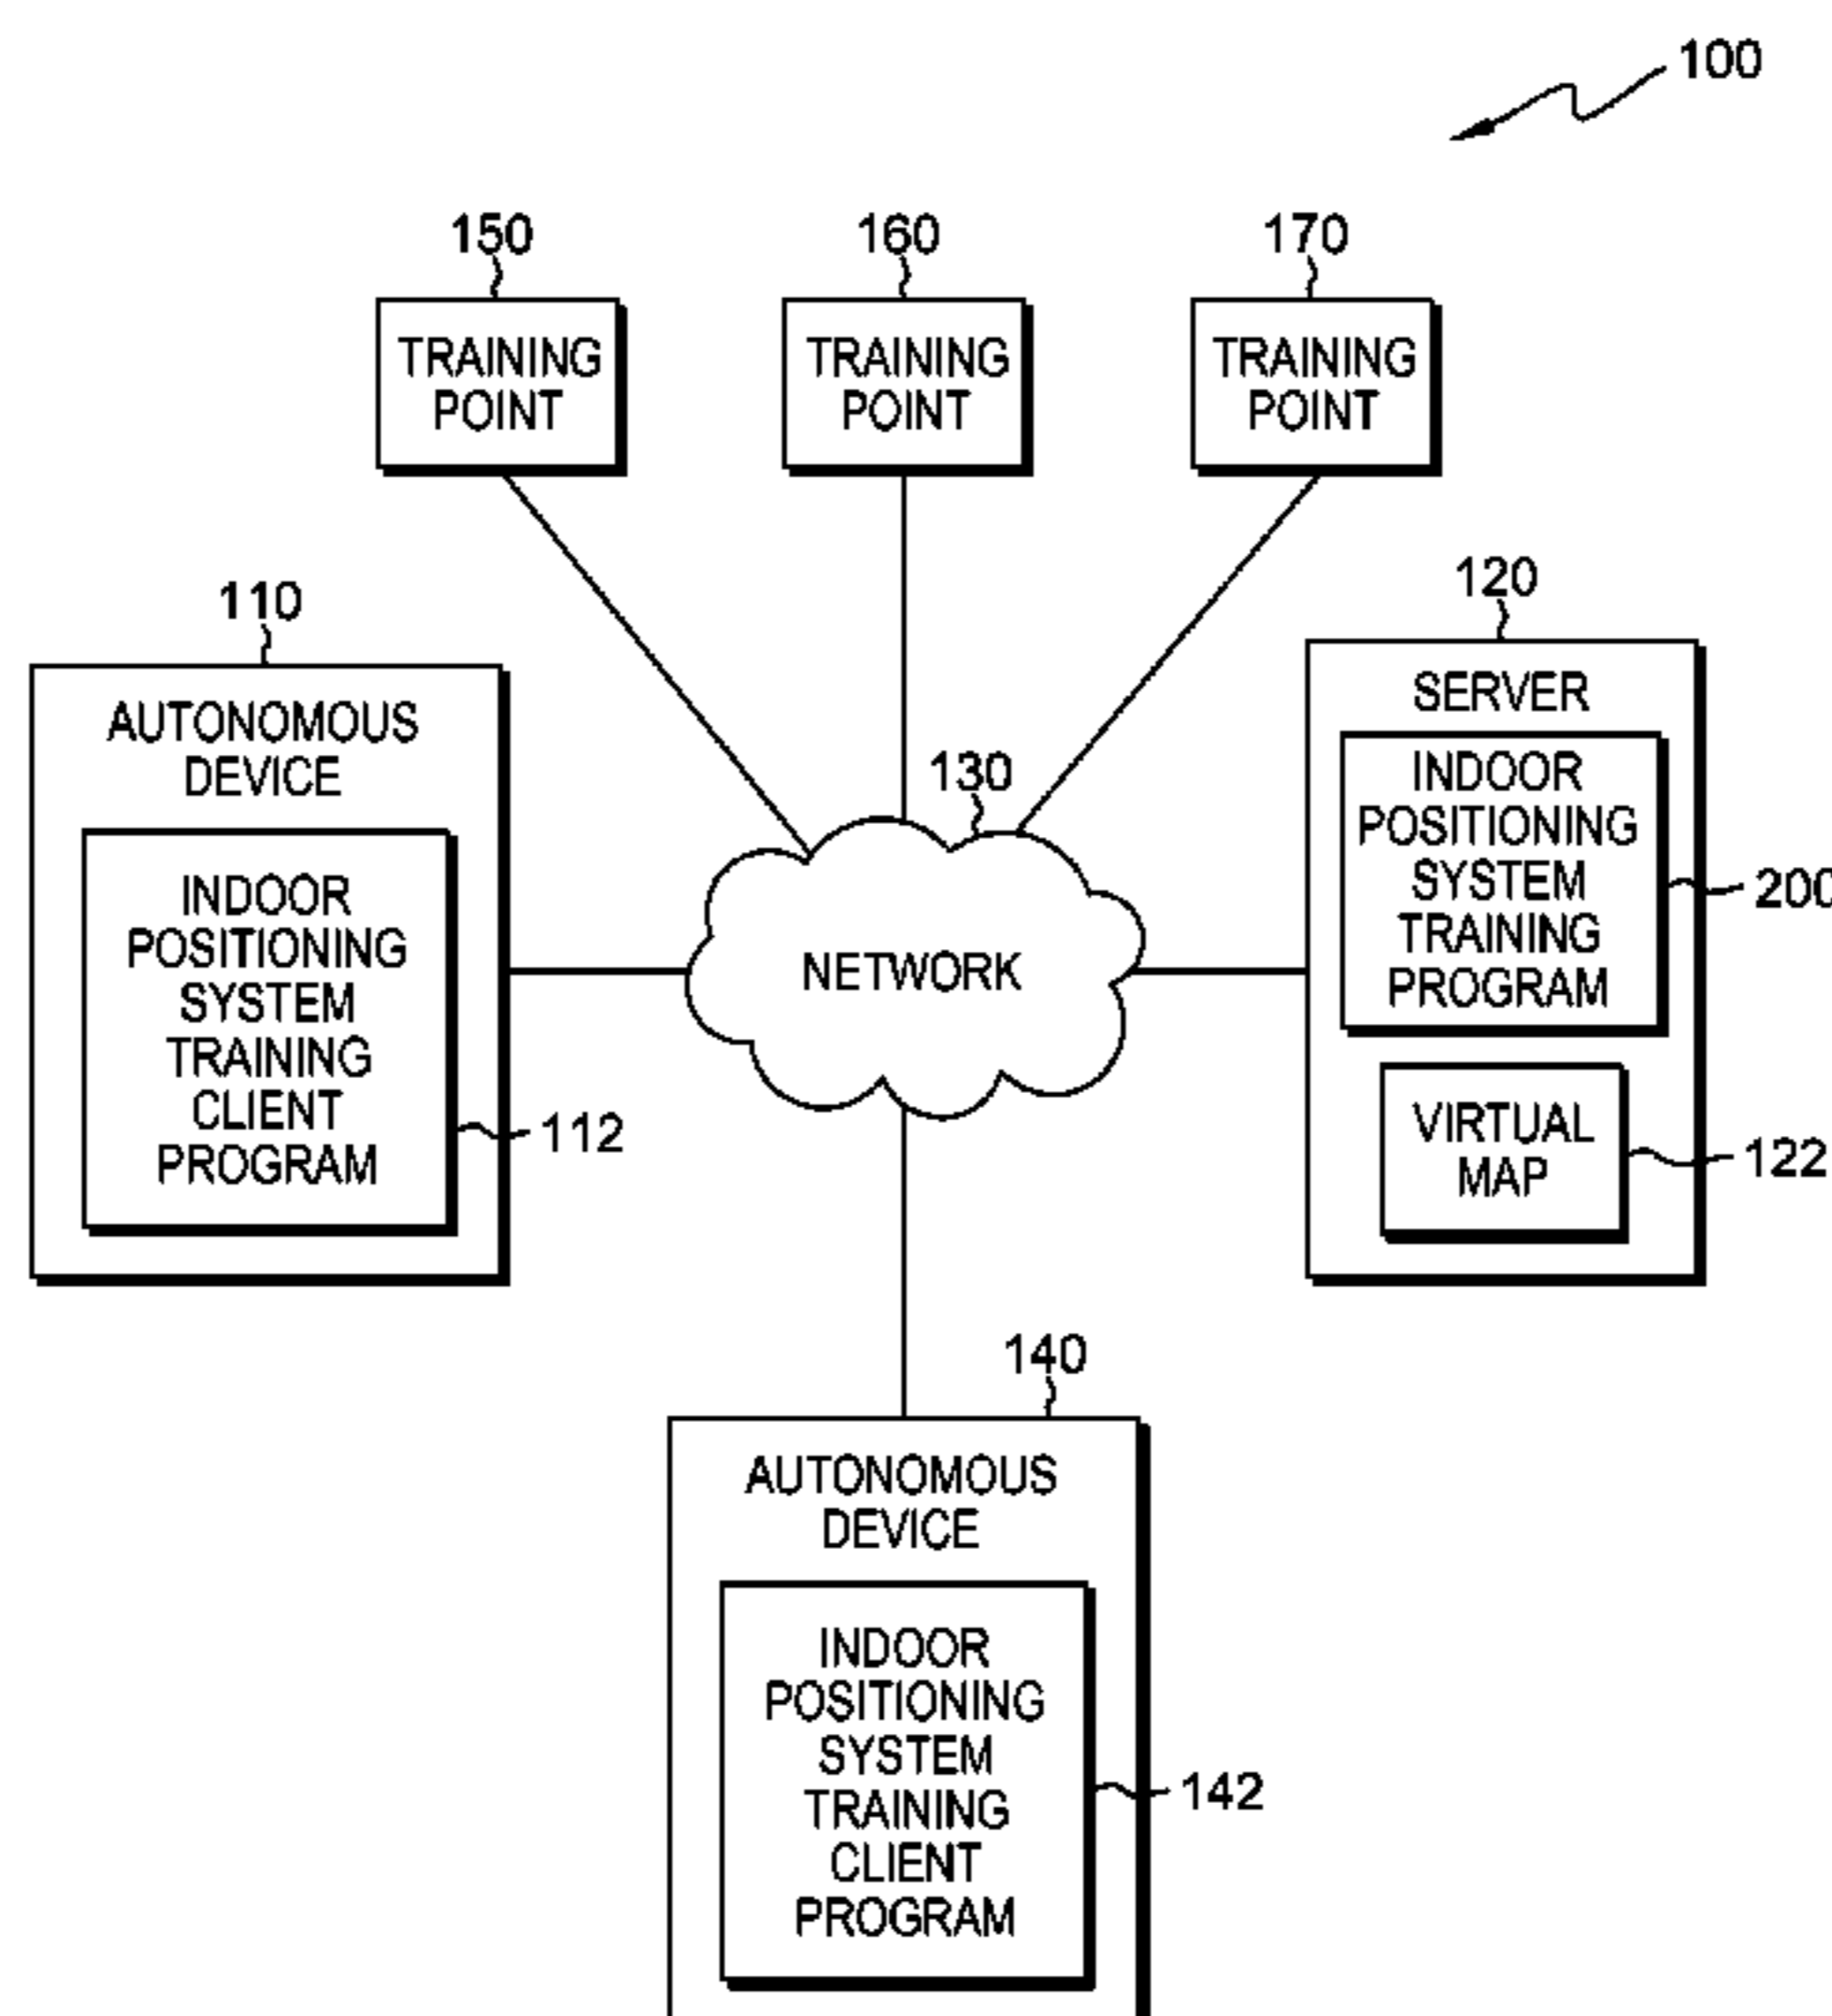 100
150
160
170
TRAINING
POINT
TRAINING
POINT
TRAINING
POINT
110
120
AUTONOMOUS
DEVICE
INDOOR
POSITIONING
SYSTEM
TRAINING
CLIENT
PROGRAM
112
130
NETWORK
SERVER
INDOOR
POSITIONING
SYSTEM
TRAINING
PROGRAM
200
VIRTUAL
MAP
122
140
AUTONOMOUS
DEVICE
INDOOR
POSITIONING
SYSTEM
TRAINING
CLIENT
PROGRAM
142